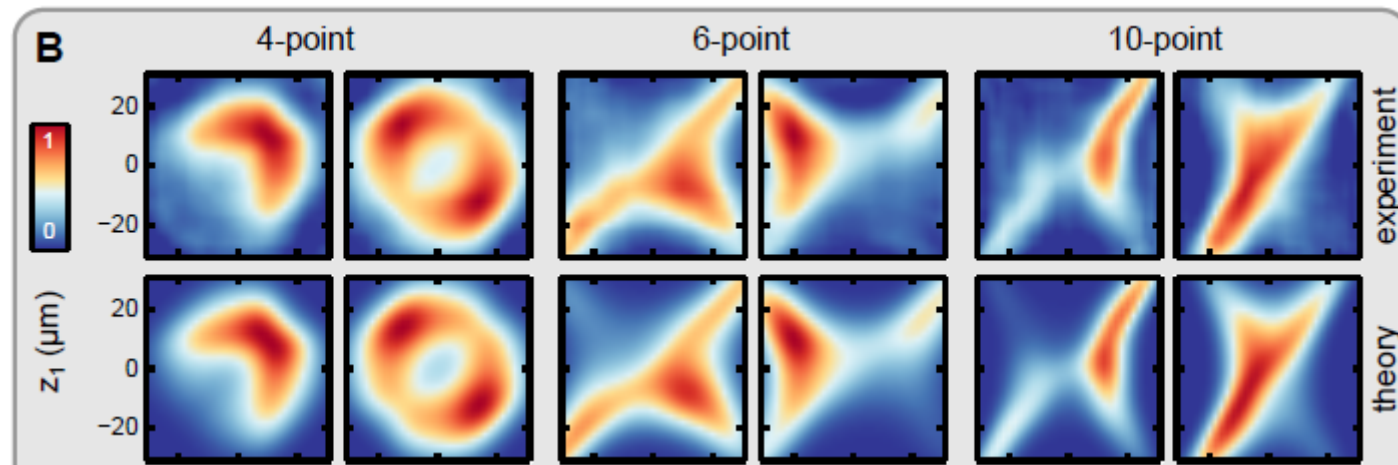 B
4-point 6-point 10-point
1
0
20
0
−20
experiment
z₁ (µm)
20
0
−20
theory